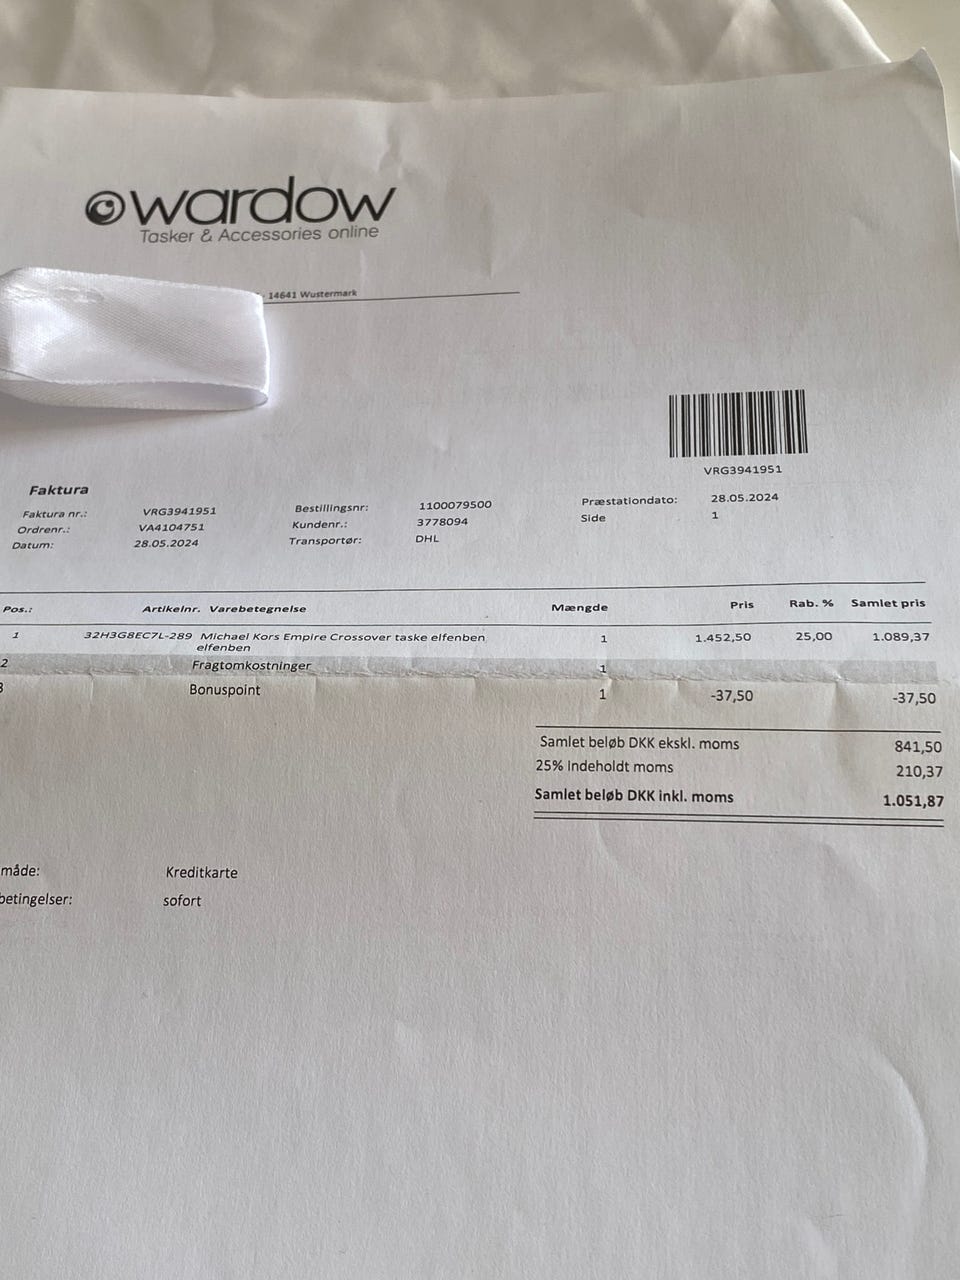 wardow
Tasker & Accessories online
14641 Wustermark
VRG3941951
Faktura
Faktura nr.: VRG3941951 Bestillingsnr: 1100079500 Præstationdato: 28.05.2024
Ordrenr.: VA4104751 Kundenr.: 3778094 Side 1
Datum: 28.05.2024 Transportør: DHL
Pos.: Artikelnr. Varebetegnelse Mængde Pris Rab. % Samlet pris
1 32H3G8EC7L-289 Michael Kors Empire Crossover taske elfenben 1 1.452,50 25,00 1.089,37
elfenben
2 Fragtomkostninger 1
3 Bonuspoint 1 -37,50 -37,50
Samlet beløb DKK ekskl. moms 841,50
25% Indeholdt moms 210,37
Samlet beløb DKK inkl. moms 1.051,87
måde: Kreditkarte
betingelser: sofort